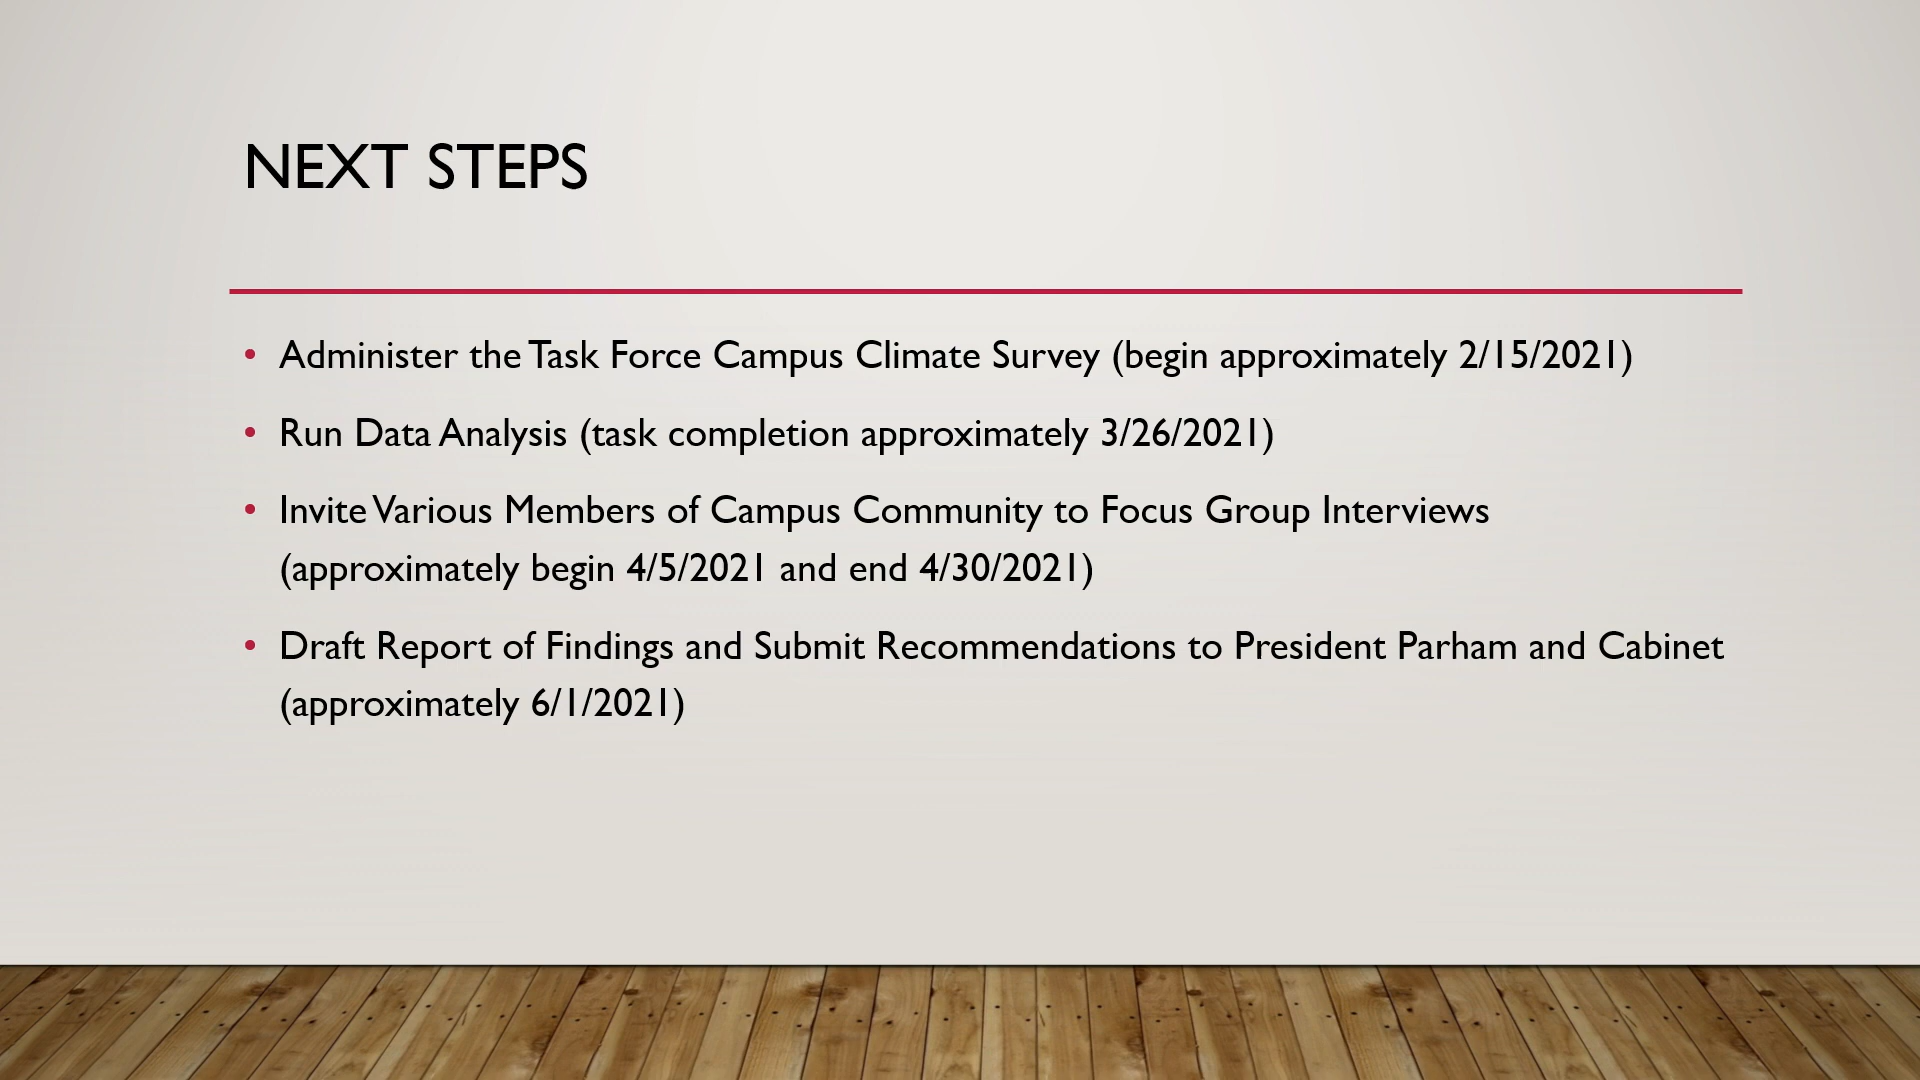 NEXT STEPS
• Administer the Task Force Campus Climate Survey (begin approximately 2/15/2021)
• Run Data Analysis (task completion approximately 3/26/2021)
• Invite Various Members of Campus Community to Focus Group Interviews
(approximately begin 4/5/2021 and end 4/30/2021)
• Draft Report of Findings and Submit Recommendations to President Parham and Cabinet
(approximately 6/1/2021)